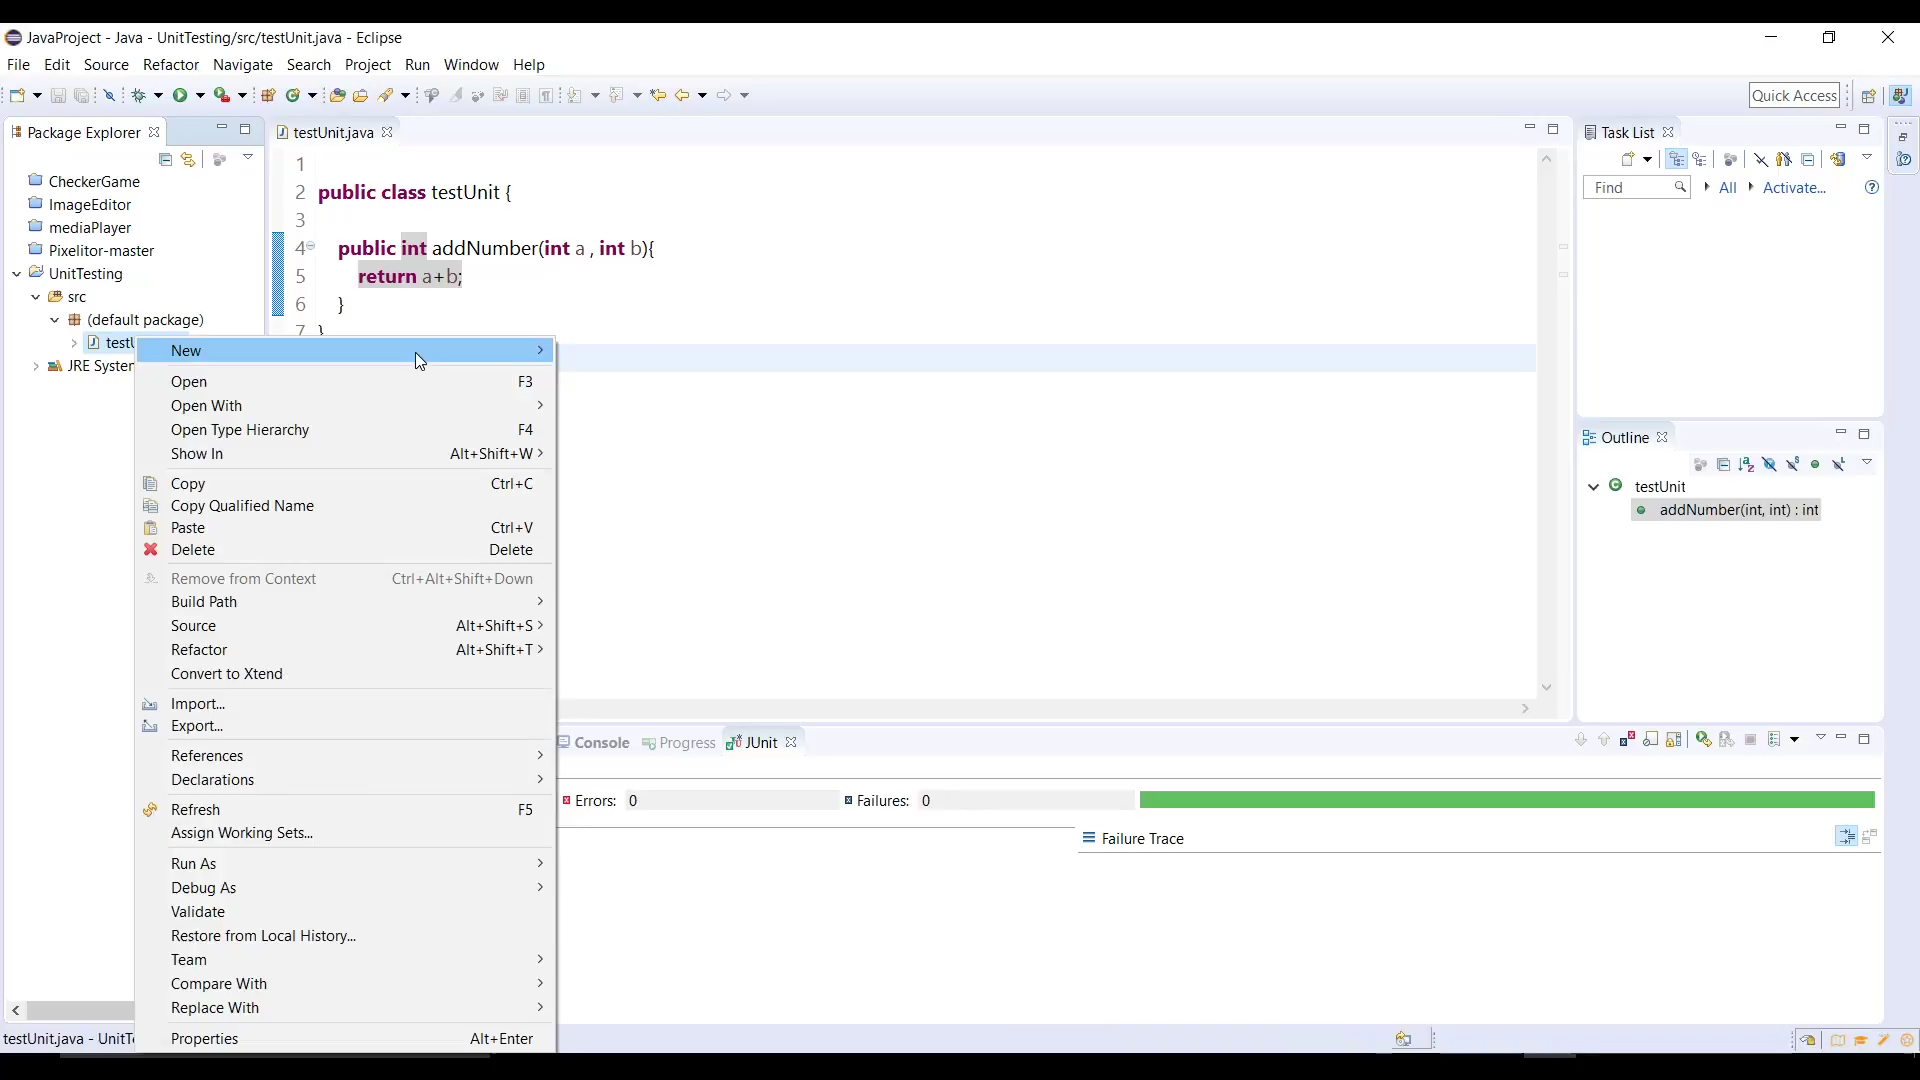 JavaProject - Java - UnitTesting/src/testUnit.java - Eclipse
File Edit Source Refactor Navigate Search Project Run Window Help
Quick Access
Package Explorer
CheckerGame
ImageEditor
mediaPlayer
Pixelitor-master
UnitTesting
src
(default package)
testU
JRE System
testUnit.java
1
2 public class testUnit {
3
4 public int addNumber(int a , int b){
5 return a+b;
6 }
7 }
New
Open F3
Open With
Open Type Hierarchy F4
Show In Alt+Shift+W
Copy Ctrl+C
Copy Qualified Name
Paste Ctrl+V
Delete Delete
Remove from Context Ctrl+Alt+Shift+Down
Build Path
Source Alt+Shift+S
Refactor Alt+Shift+T
Convert to Xtend
Import...
Export...
References
Declarations
Refresh F5
Assign Working Sets...
Run As
Debug As
Validate
Restore from Local History...
Team
Compare With
Replace With
Properties Alt+Enter
Task List
Find All Activate...
Outline
testUnit
addNumber(int, int) : int
Console Progress JUnit
Errors: 0 Failures: 0
Failure Trace
testUnit.java - UnitT